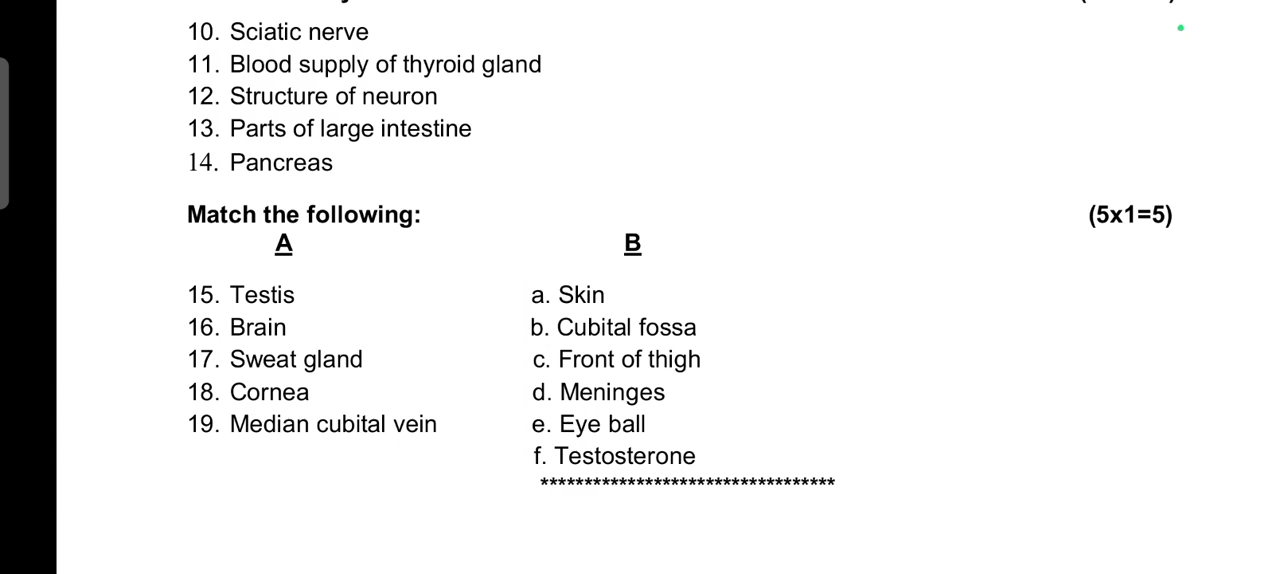 10. Sciatic nerve
11. Blood supply of thyroid gland
12. Structure of neuron
13. Parts of large intestine
14. Pancreas
Match the following: (5x1=5)
A B
15. Testis a. Skin
16. Brain b. Cubital fossa
17. Sweat gland c. Front of thigh
18. Cornea d. Meninges
19. Median cubital vein e. Eye ball
f. Testosterone
**********************************